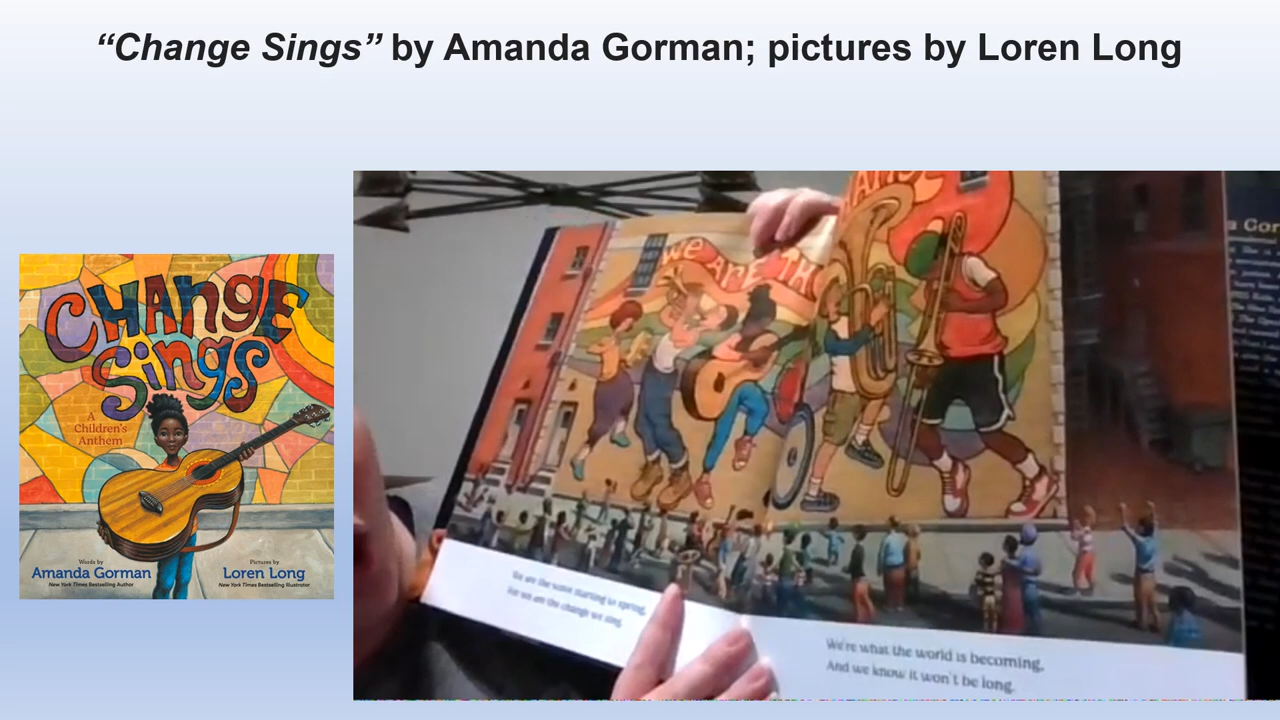 “Change Sings” by Amanda Gorman; pictures by Loren Long
CHANGE
Sings
A
Children's
Anthem
Words by
Amanda Gorman
New York Times Bestselling Author
Pictures by
Loren Long
New York Times Bestselling Illustrator
We ARE TH
We are the wave starting to spring,
For we are the change we sing.
We're what the world is becoming,
And we know it won't be long.
a Gor